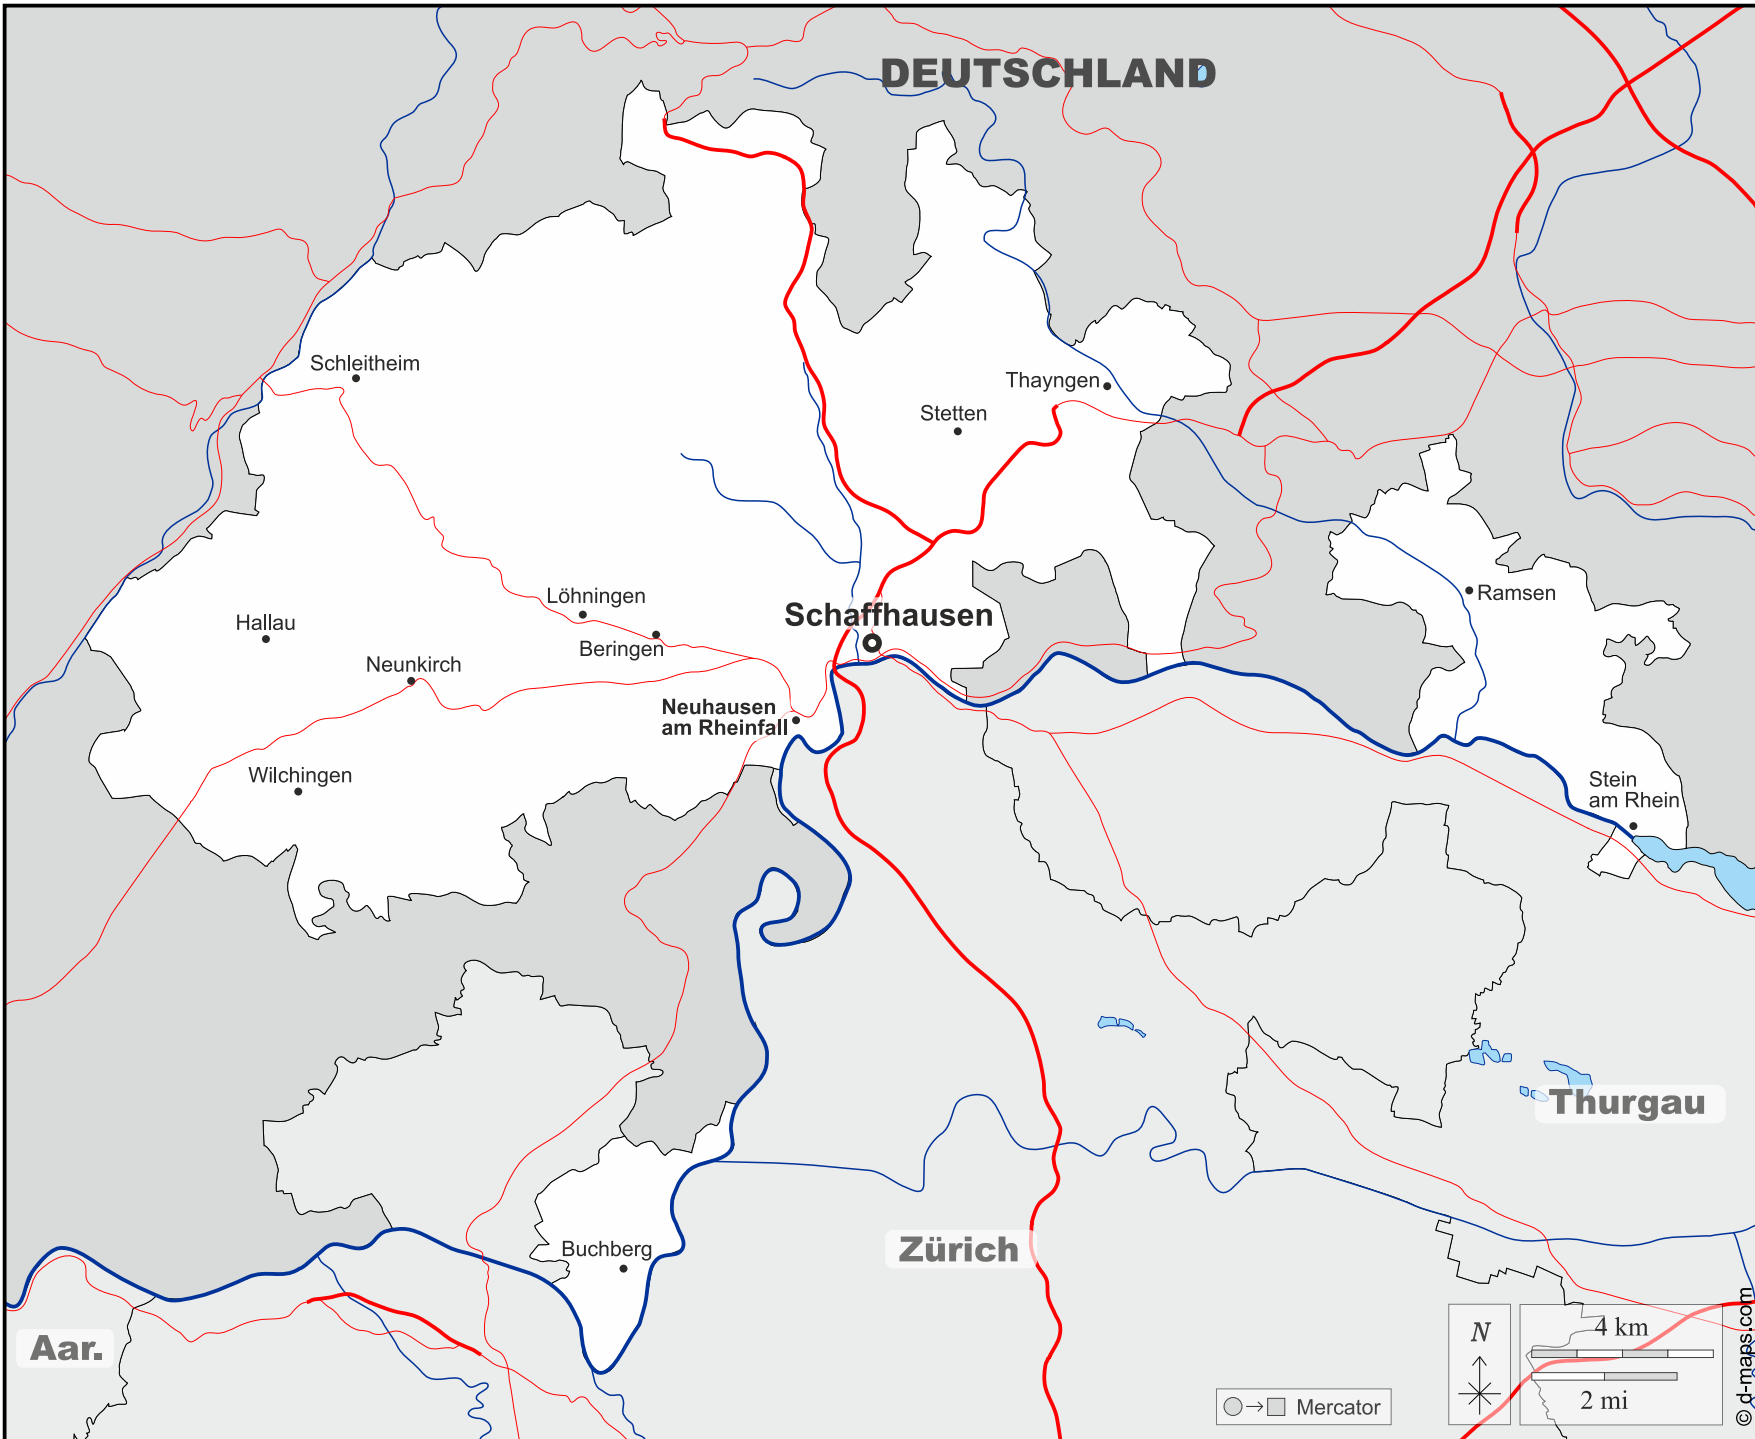 DEUTSCHLAND
Schleitheim
Thayngen
Stetten
Löhningen
Ramsen
Schaffhausen
Hallau
Beringen
Neunkirch
Neuhausen
am Rheinfall
Wilchingen
Stein
am Rhein
Thurgau
Buchberg
Zürich
Aar.
N
4 km
2 mi
Mercator
© d-maps.com